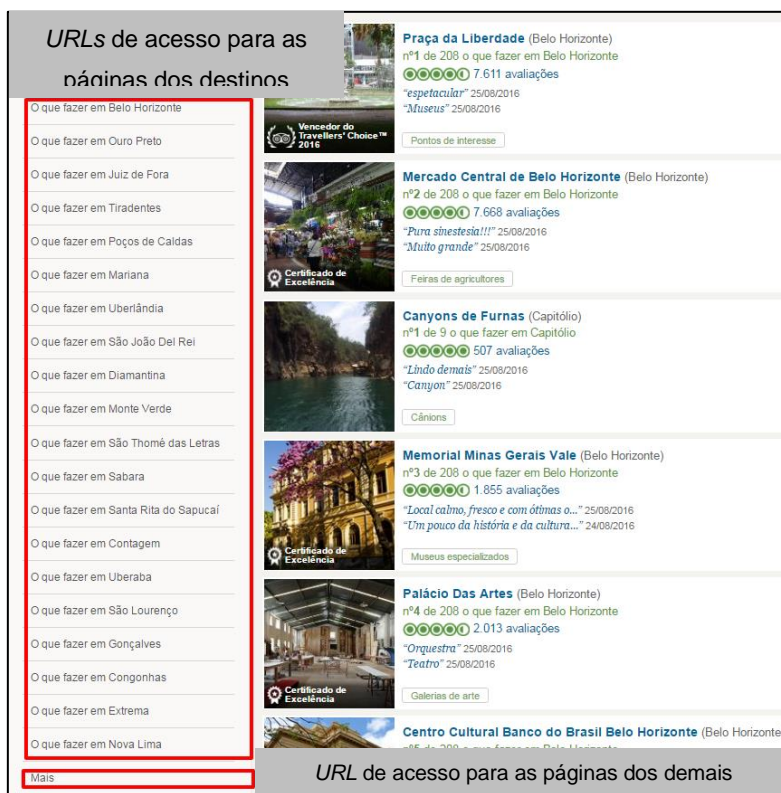 URLs de acesso para as
páginas dos destinos
O que fazer em Belo Horizonte
O que fazer em Ouro Preto
O que fazer em Juiz de Fora
O que fazer em Tiradentes
O que fazer em Poços de Caldas
O que fazer em Mariana
O que fazer em Uberlândia
O que fazer em São João Del Rei
O que fazer em Diamantina
O que fazer em Monte Verde
O que fazer em São Thomé das Letras
O que fazer em Sabara
O que fazer em Santa Rita do Sapucaí
O que fazer em Contagem
O que fazer em Uberaba
O que fazer em São Lourenço
O que fazer em Gonçalves
O que fazer em Congonhas
O que fazer em Extrema
O que fazer em Nova Lima
Mais
Vencedor do
Travellers' Choice™
2016
Praça da Liberdade (Belo Horizonte)
nº1 de 208 o que fazer em Belo Horizonte
7.611 avaliações
"espetacular" 25/08/2016
"Museus" 25/08/2016
Pontos de interesse
Certificado de
Excelência
Mercado Central de Belo Horizonte (Belo Horizonte)
nº2 de 208 o que fazer em Belo Horizonte
7.668 avaliações
"Pura sinestesia!!!" 25/08/2016
"Muito grande" 25/08/2016
Feiras de agricultores
Canyons de Furnas (Capitólio)
nº1 de 9 o que fazer em Capitólio
507 avaliações
"Lindo demais" 25/08/2016
"Canyon" 25/08/2016
Cânions
Certificado de
Excelência
Memorial Minas Gerais Vale (Belo Horizonte)
nº3 de 208 o que fazer em Belo Horizonte
1.855 avaliações
"Local calmo, fresco e com ótimas o..." 25/08/2016
"Um pouco da história e da cultura..." 24/08/2016
Museus especializados
Certificado de
Excelência
Palácio Das Artes (Belo Horizonte)
nº4 de 208 o que fazer em Belo Horizonte
2.013 avaliações
"Orquestra" 25/08/2016
"Teatro" 25/08/2016
Galerias de arte
Centro Cultural Banco do Brasil Belo Horizonte (Belo Horizonte
nº5 de 208 o que fazer em Belo Horizonte
URL de acesso para as páginas dos demais